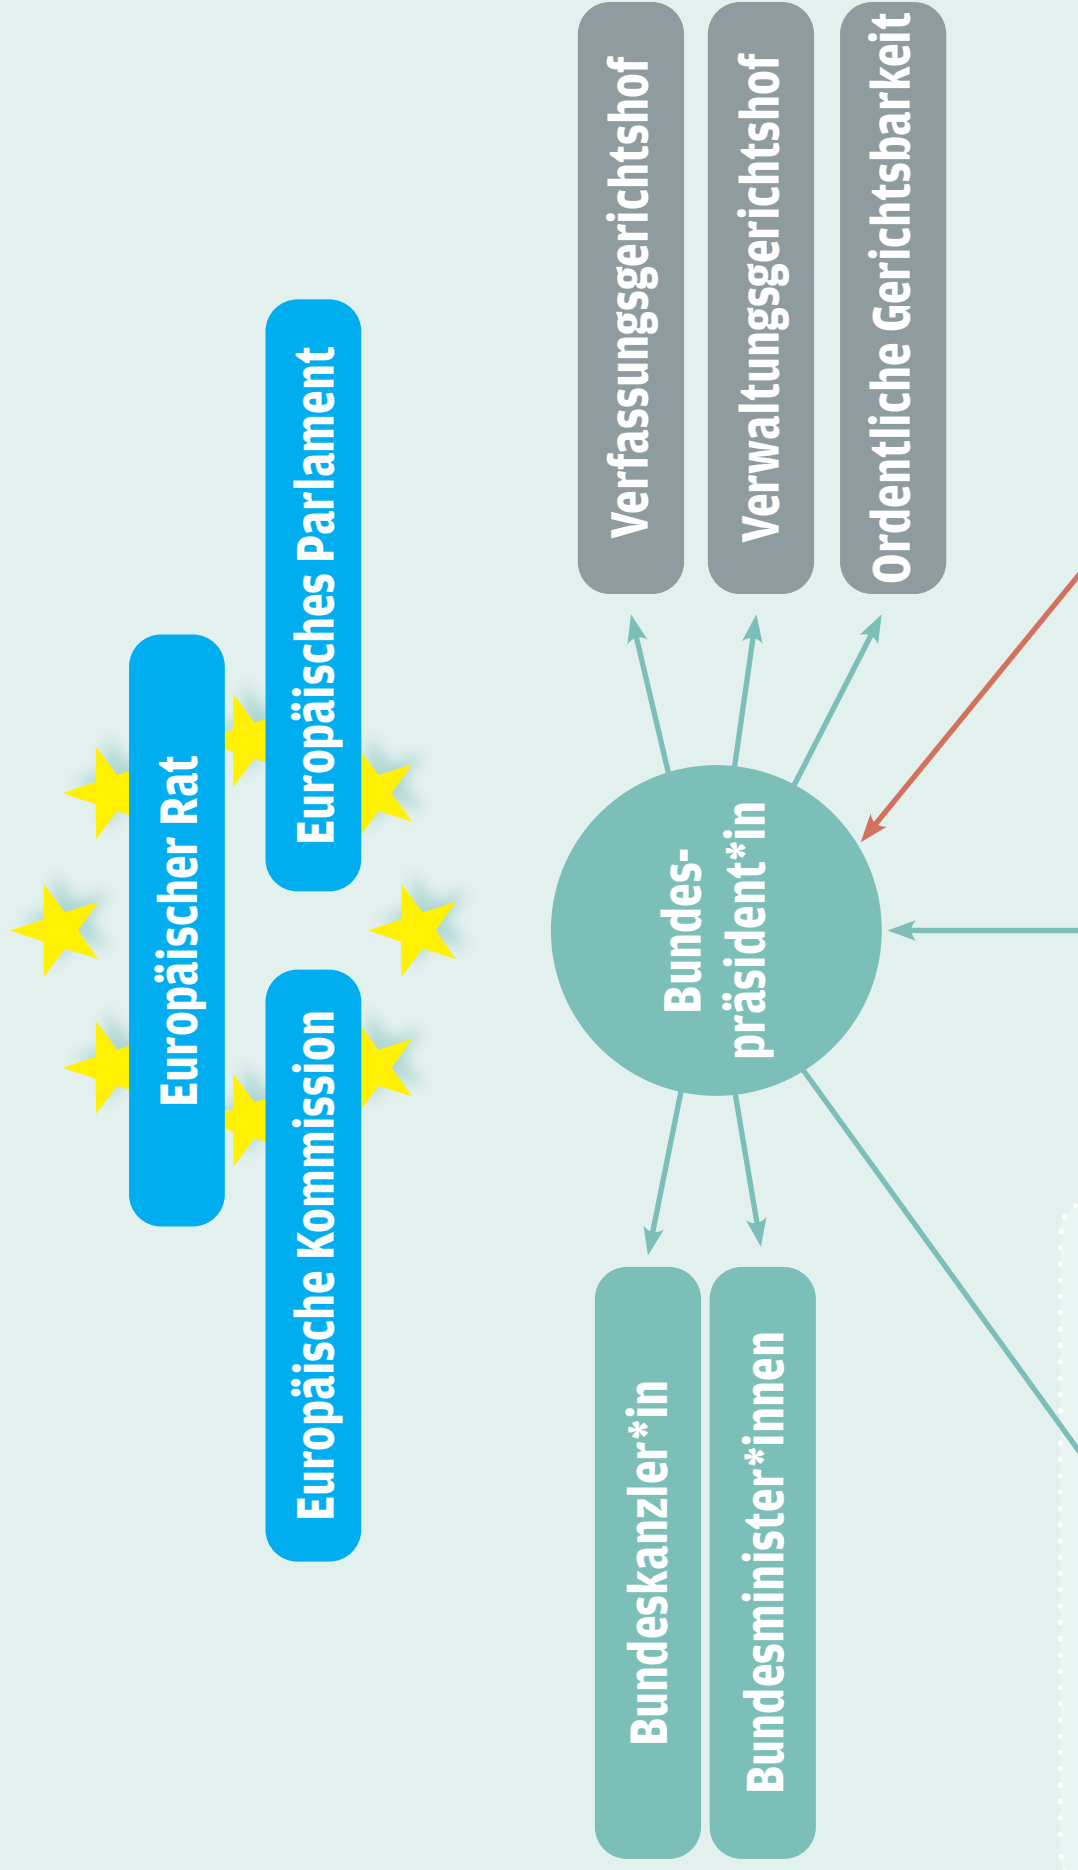 Europäischer Rat
Europäische Kommission
Europäisches Parlament
Bundeskanzler*in
Bundesminister*innen
Bundes-
präsident*in
Verfassungsgerichtshof
Verwaltungsgerichtshof
Ordentliche Gerichtsbarkeit